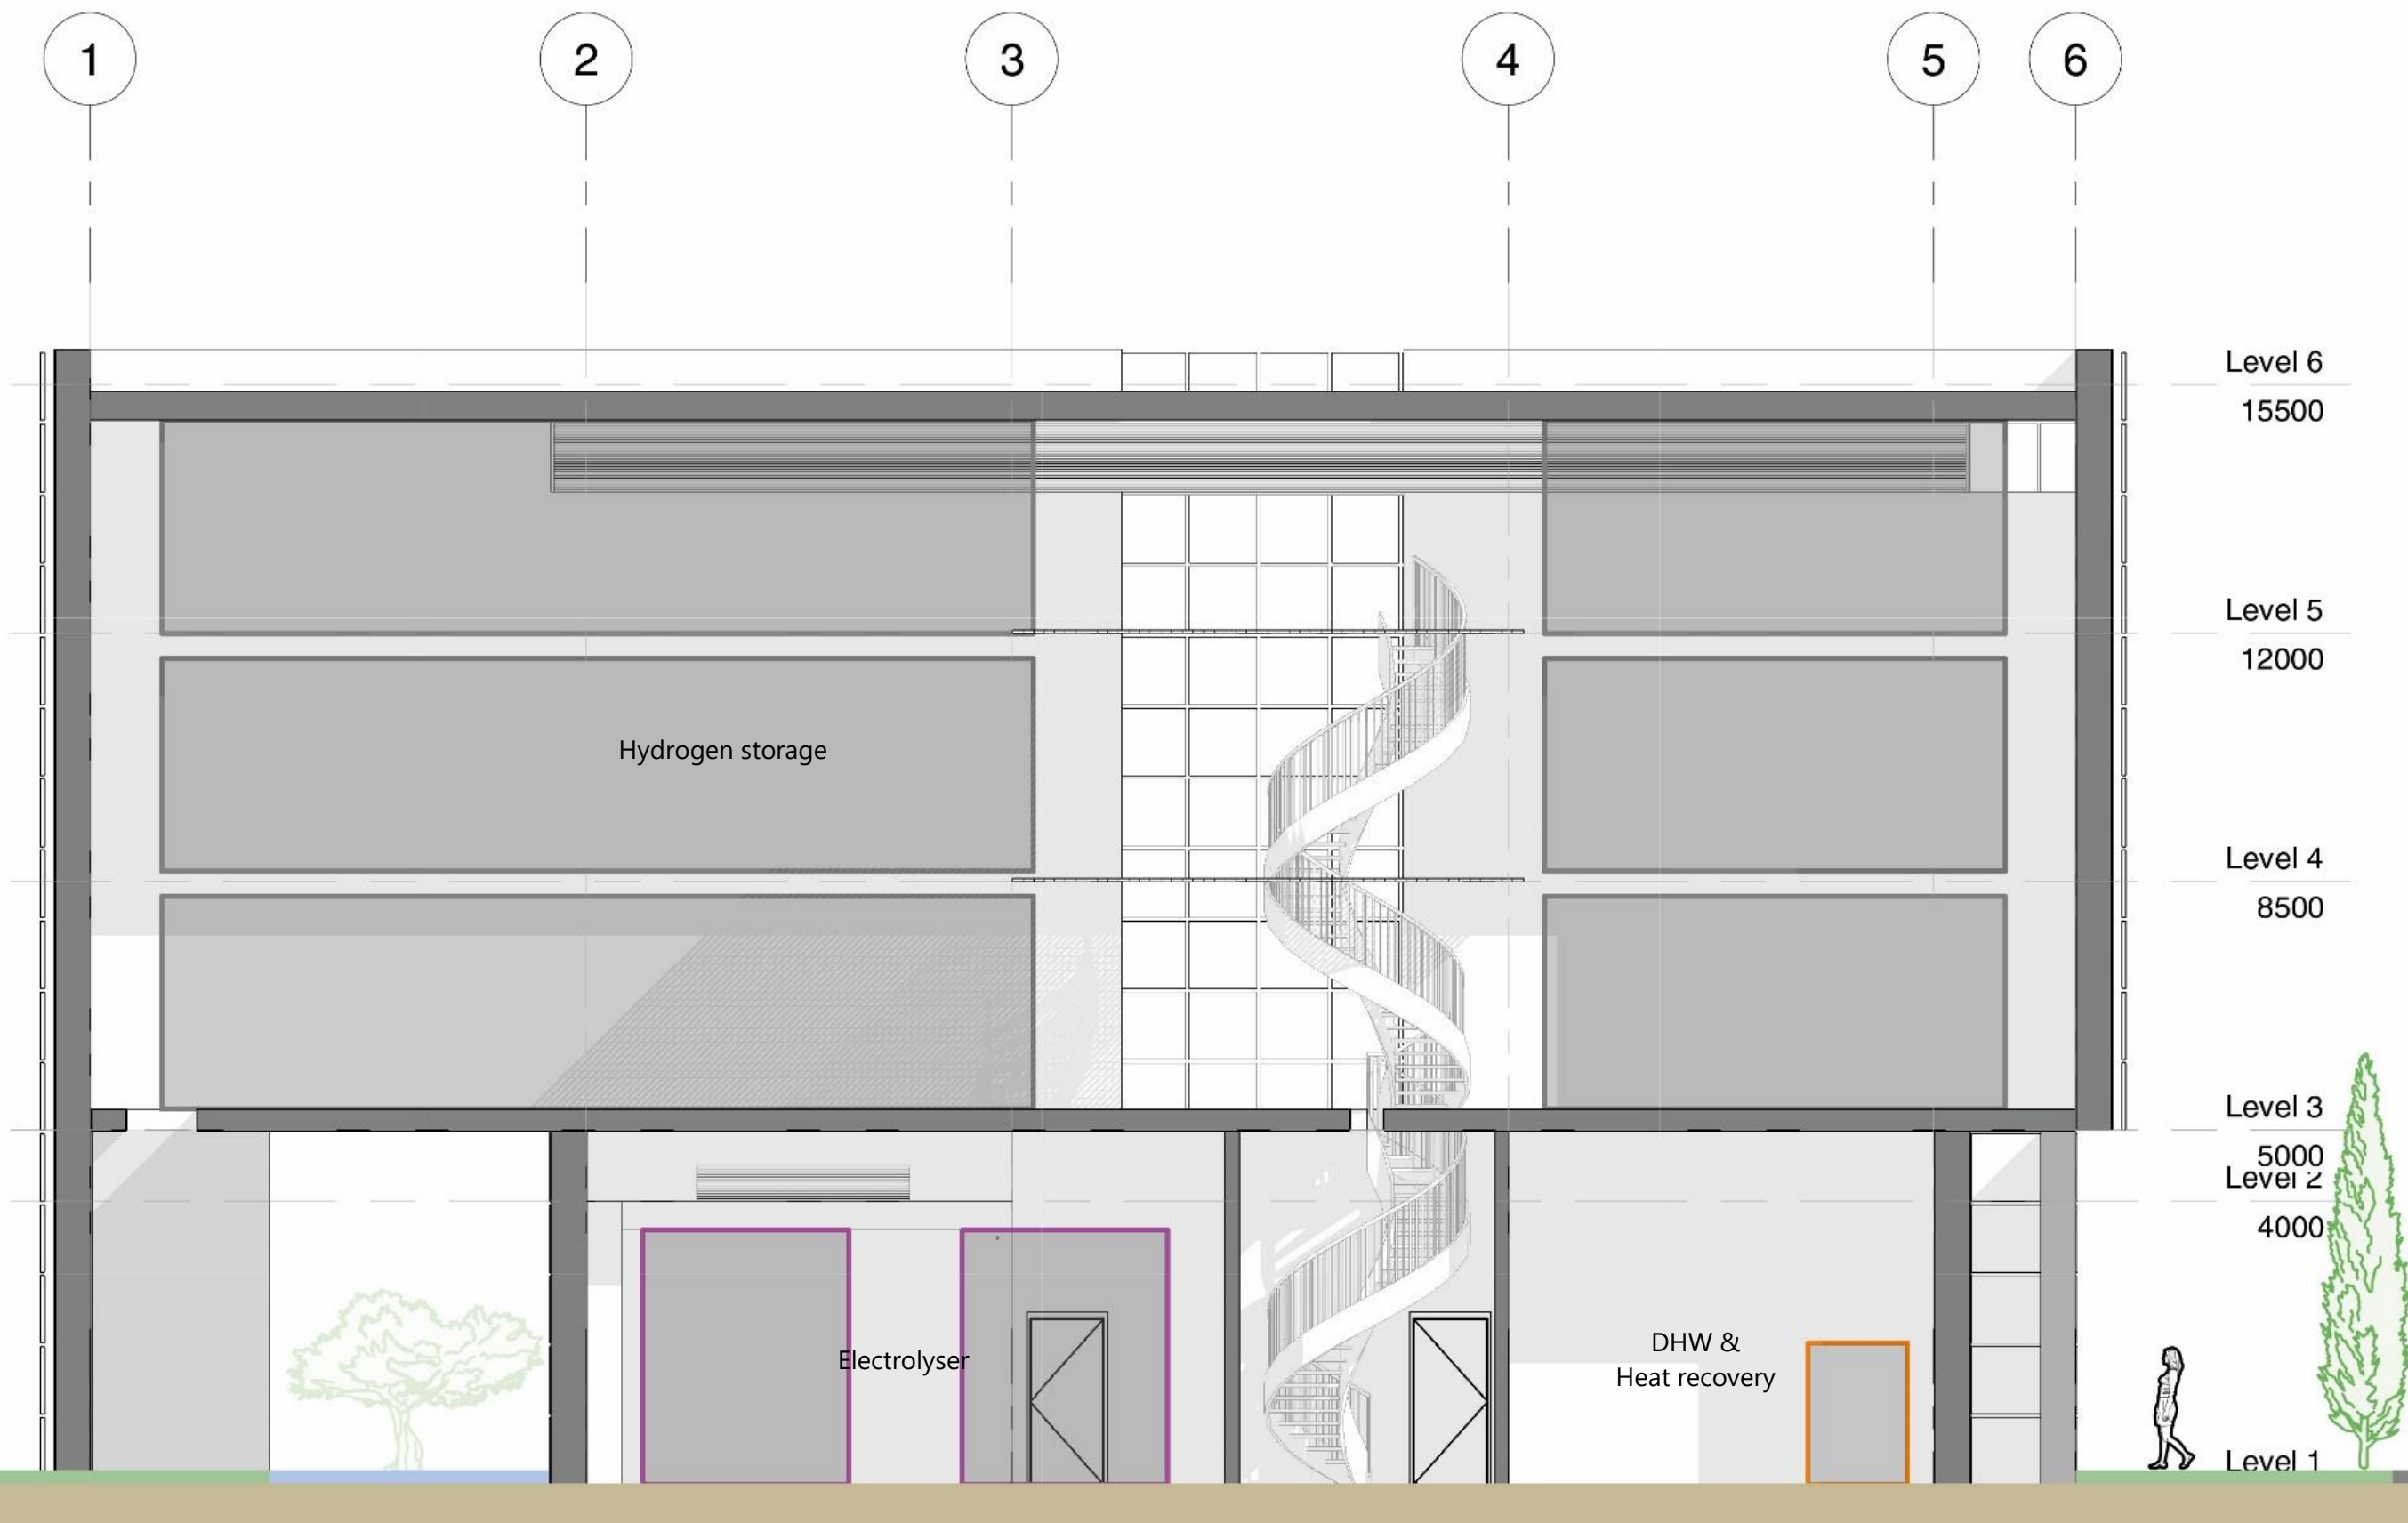 1 2 3 4 5 6
Level 6
15500
Level 5
12000
Hydrogen storage
Level 4
8500
Level 3
5000
Level 2
4000
Electrolyser
DHW &
Heat recovery
Level 1